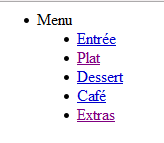 Menu
Entrée
Plat
Dessert
Café
Extras